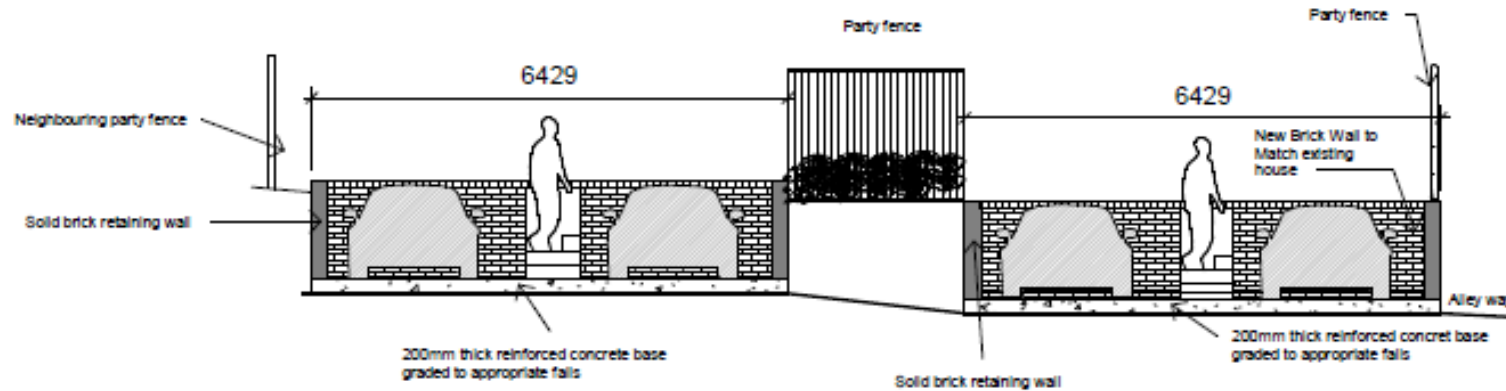 Party fence
Party fence
6429
6429
Neighbouring party fence
New Brick Wall to
Match existing
house
Solid brick retaining wall
Alley way
200mm thick reinforced concrete base
graded to appropriate falls
200mm thick reinforced concret base
graded to appropriate falls
Solid brick retaining wall